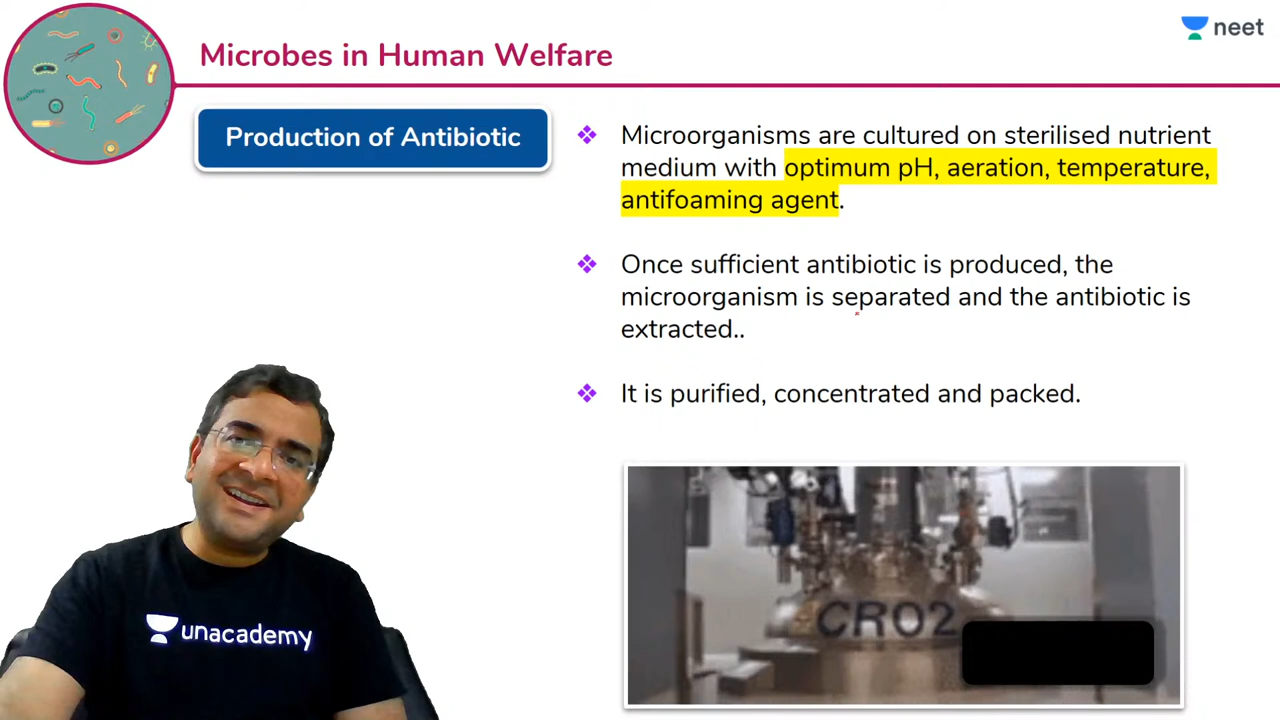 neet
Microbes in Human Welfare
Production of Antibiotic
❖ Microorganisms are cultured on sterilised nutrient
medium with optimum pH, aeration, temperature,
antifoaming agent.
❖ Once sufficient antibiotic is produced, the
microorganism is separated and the antibiotic is
extracted..
❖ It is purified, concentrated and packed.
unacademy
CR02